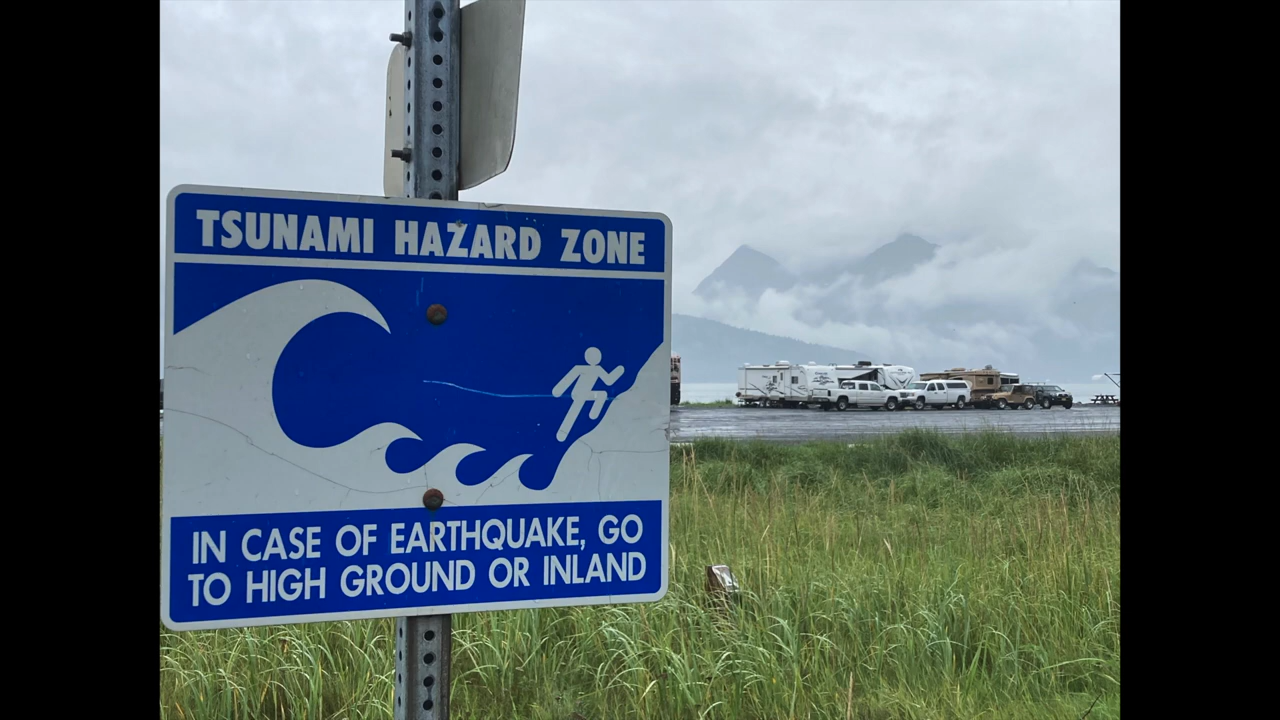 TSUNAMI HAZARD ZONE
IN CASE OF EARTHQUAKE, GO
TO HIGH GROUND OR INLAND